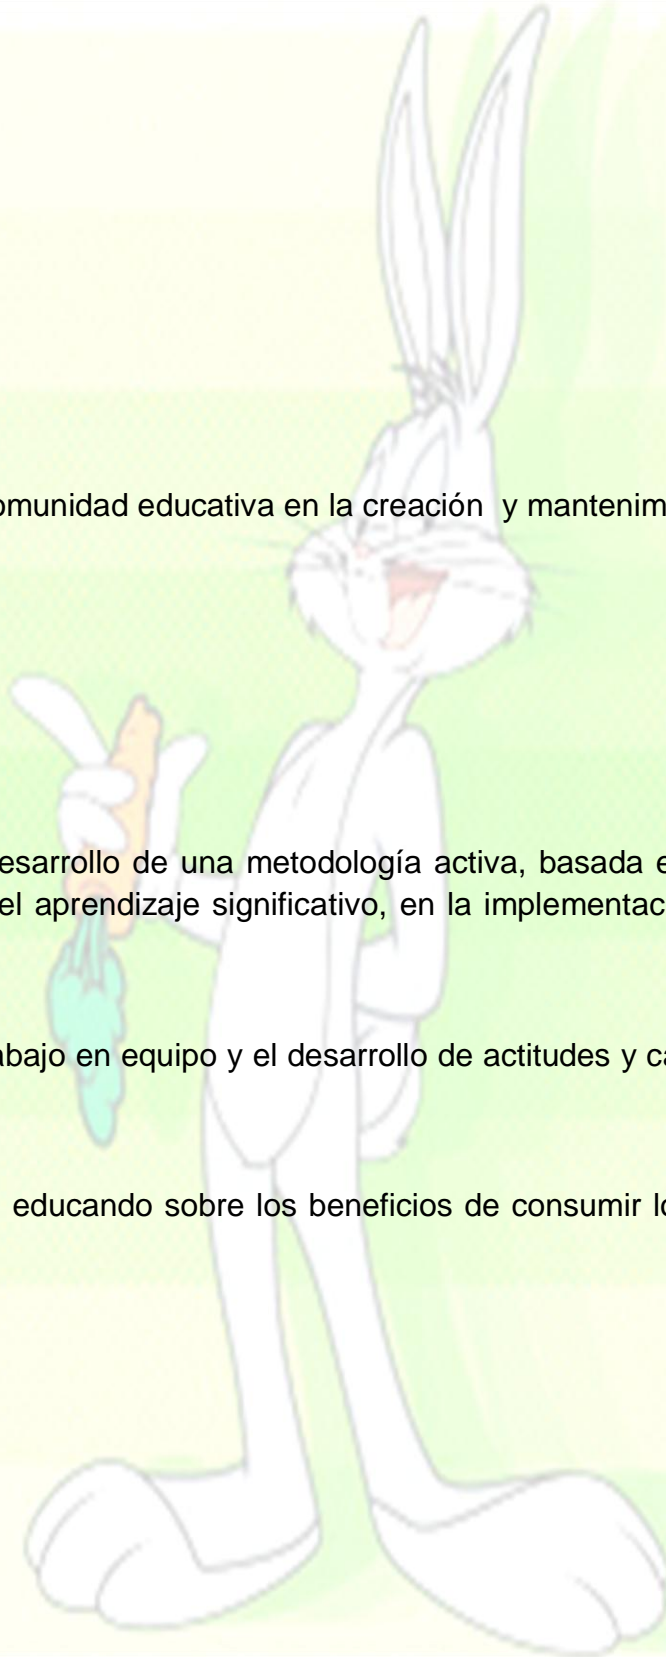 omunidad educativa en la creación y mantenim
esarrollo de una metodología activa, basada e
el aprendizaje significativo, en la implementac
abajo en equipo y el desarrollo de actitudes y ca
educando sobre los beneficios de consumir lo